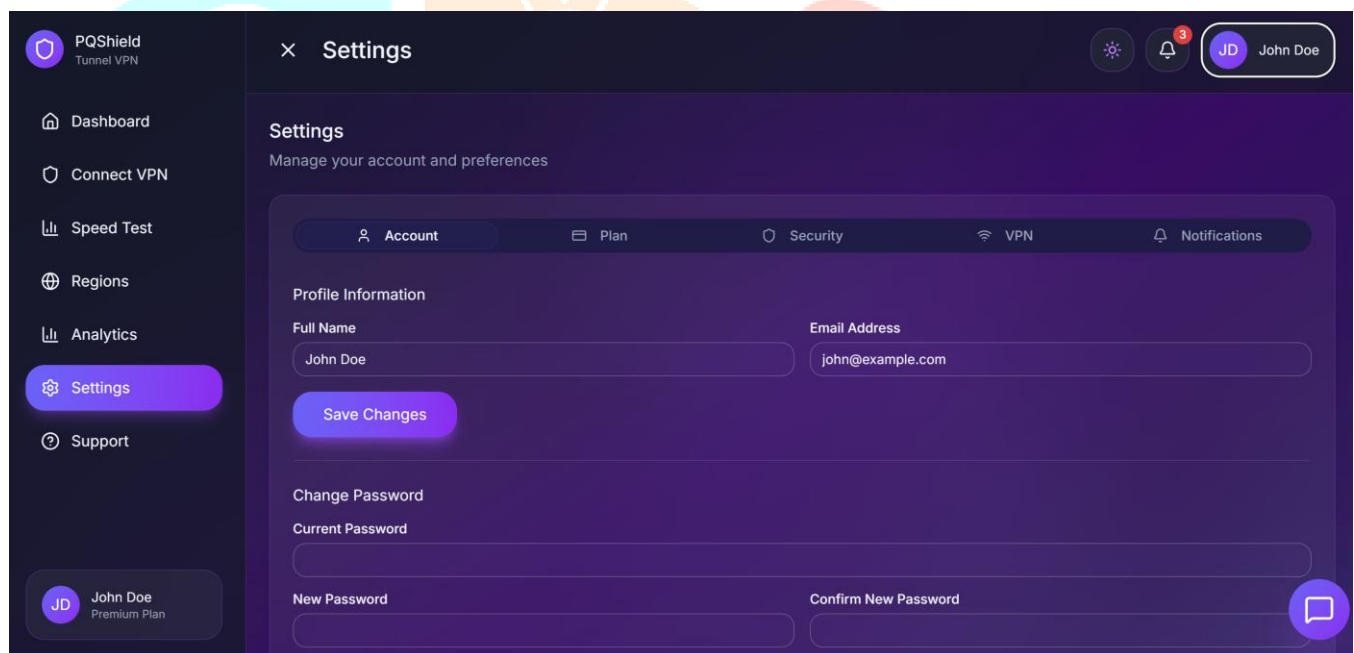 PQShield
Tunnel VPN
Dashboard
Connect VPN
Speed Test
Regions
Analytics
Settings
Support
JD
John Doe
Premium Plan
Settings
3
JD
John Doe
Settings
Manage your account and preferences
Account
Plan
Security
VPN
Notifications
Profile Information
Full Name
Email Address
John Doe
john@example.com
Save Changes
Change Password
Current Password
New Password
Confirm New Password